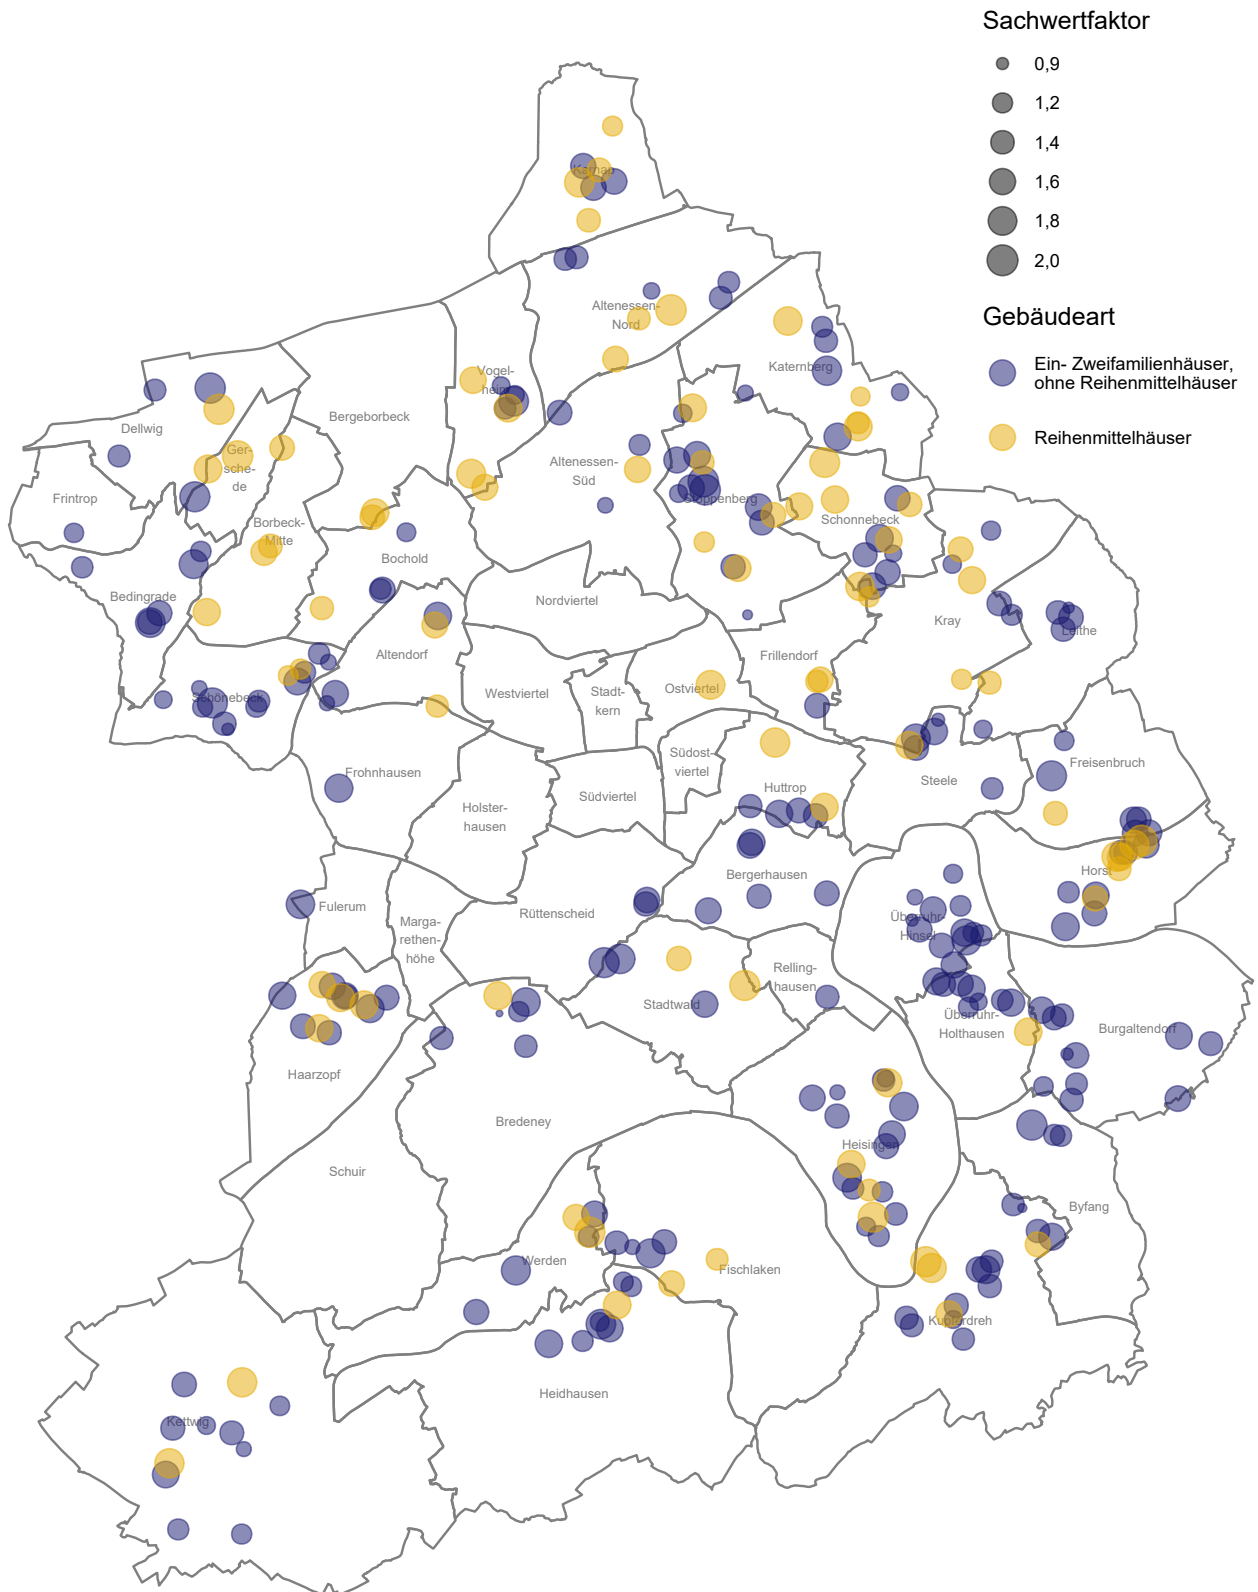 Sachwertfaktor
0,9
1,2
1,4
1,6
1,8
2,0
Gebäudeart
Ein- Zweifamilienhäuser,
ohne Reihenmittelhäuser
Reihenmittelhäuser
Karnap
Altenessen-
Nord
Katernberg
Vogel-
heim
Bergeborbeck
Dellwig
Ger-
sche-
de
Altenessen-
Süd
Frintrop
Stoppenberg
Schonnebeck
Borbeck-
Mitte
Bochold
Bedingrade
Nordviertel
Kray
Leithe
Altendorf
Frillendorf
Westviertel
Stadt-
kern
Ostviertel
Schönebeck
Südost-
viertel
Freisenbruch
Frohnhausen
Steele
Huttrop
Südviertel
Holster-
hausen
Horst
Bergerhausen
Fulerum
Rüttenscheid
Marga-
rethen-
höhe
Überruhr-
Hinsel
Relling-
hausen
Stadtwald
Überruhr-
Holthausen
Burgaltendorf
Haarzopf
Bredeney
Heisingen
Schuir
Byfang
Werden
Fischlaken
Kupferdreh
Heidhausen
Kettwig